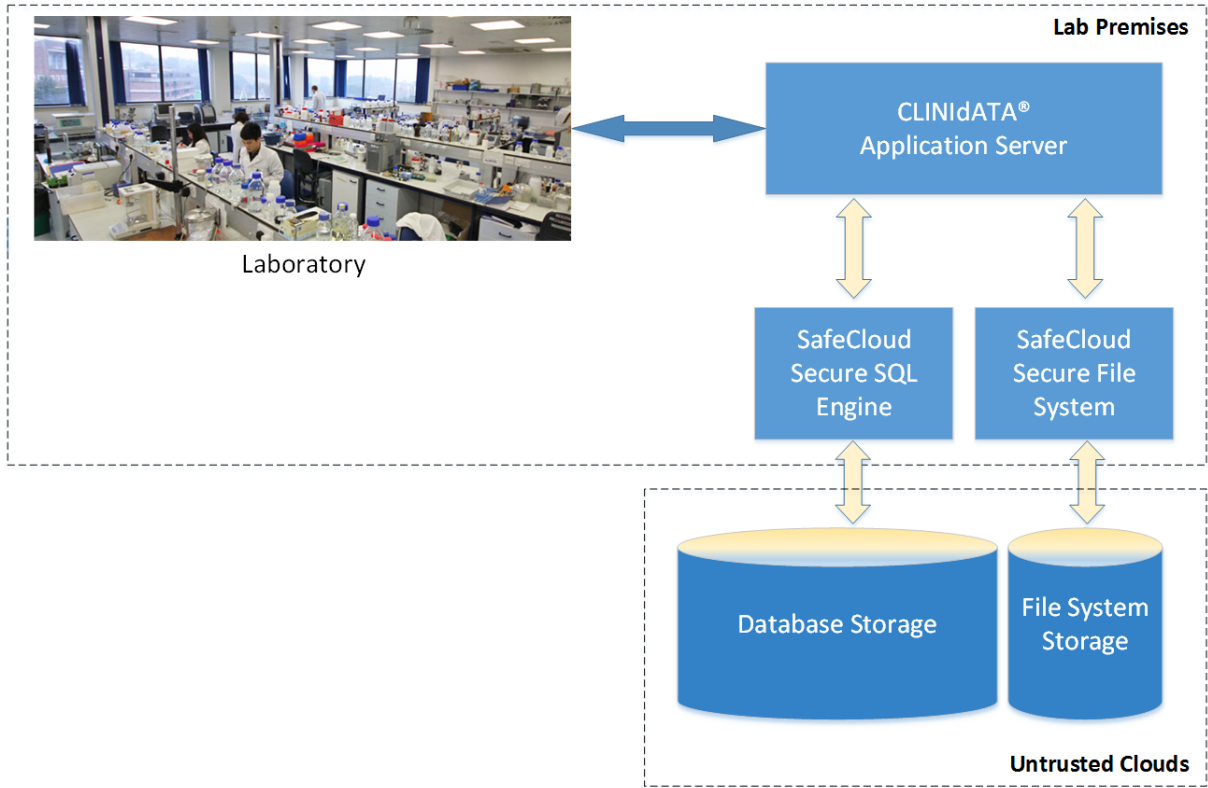 Lab Premises
CLINIdATA®
Application Server
Laboratory
SafeCloud
Secure SQL
Engine
SafeCloud
Secure File
System
Database Storage
File System
Storage
Untrusted Clouds